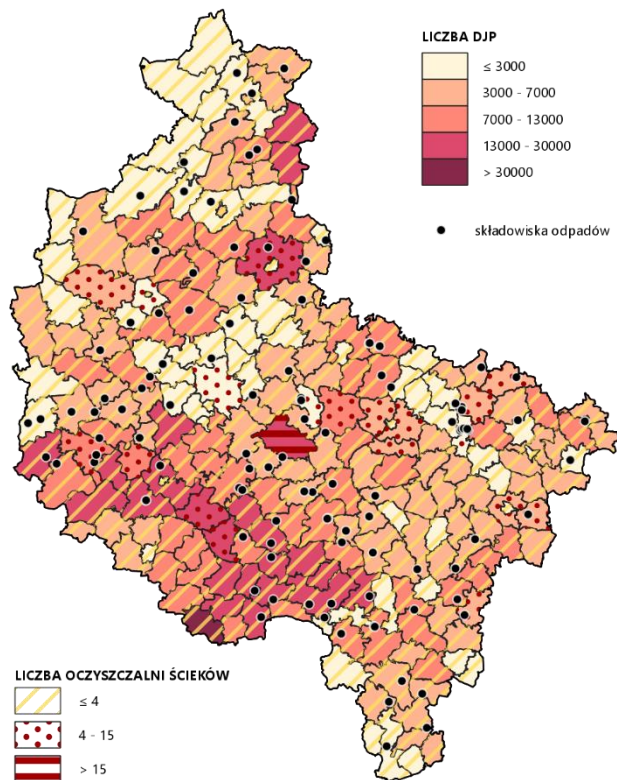 LICZBA DJP
≤ 3000
3000 - 7000
7000 - 13000
13000 - 30000
> 30000
składowiska odpadów
LICZBA OCZYSZCZALNI ŚCIEKÓW
≤ 4
4 - 15
> 15